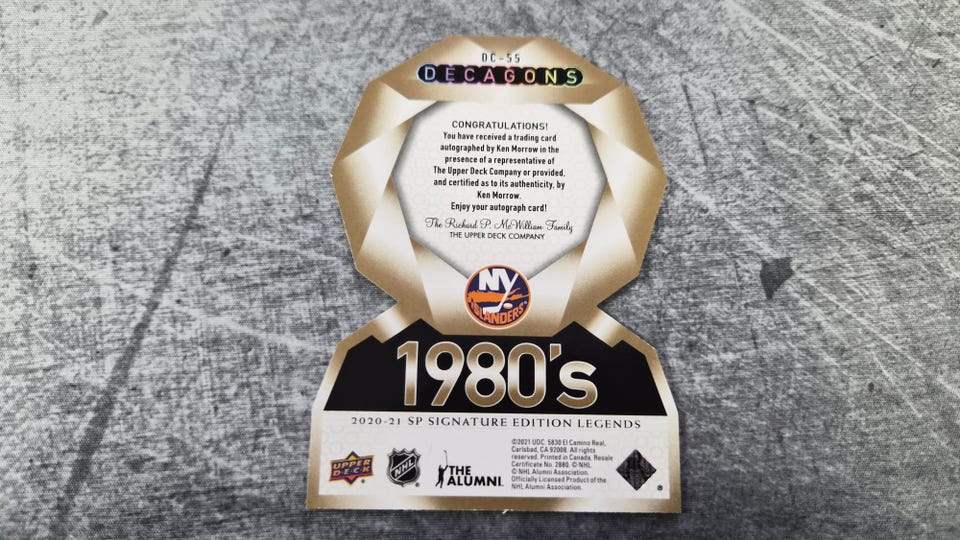 DC-55
DECAGONS
CONGRATULATIONS!
You have received a trading card
autographed by Ken Morrow in the
presence of a representative of
The Upper Deck Company or provided,
and certified as to its authenticity, by
Ken Morrow.
Enjoy your autograph card!
The Richard P. McWilliam Family
THE UPPER DECK COMPANY
NY
ISLANDERS
1980's
2020-21 SP SIGNATURE EDITION LEGENDS
UPPER
DECK
NHL
THE
ALUMNI
©2021 UDC. 5830 El Camino Real,
Carlsbad, CA 92008. All rights
reserved. Printed in Canada. Resale
Certificate No. 2880. © NHL.
© NHL Alumni Association.
Officially Licensed Product of the
NHL Alumni Association.
®